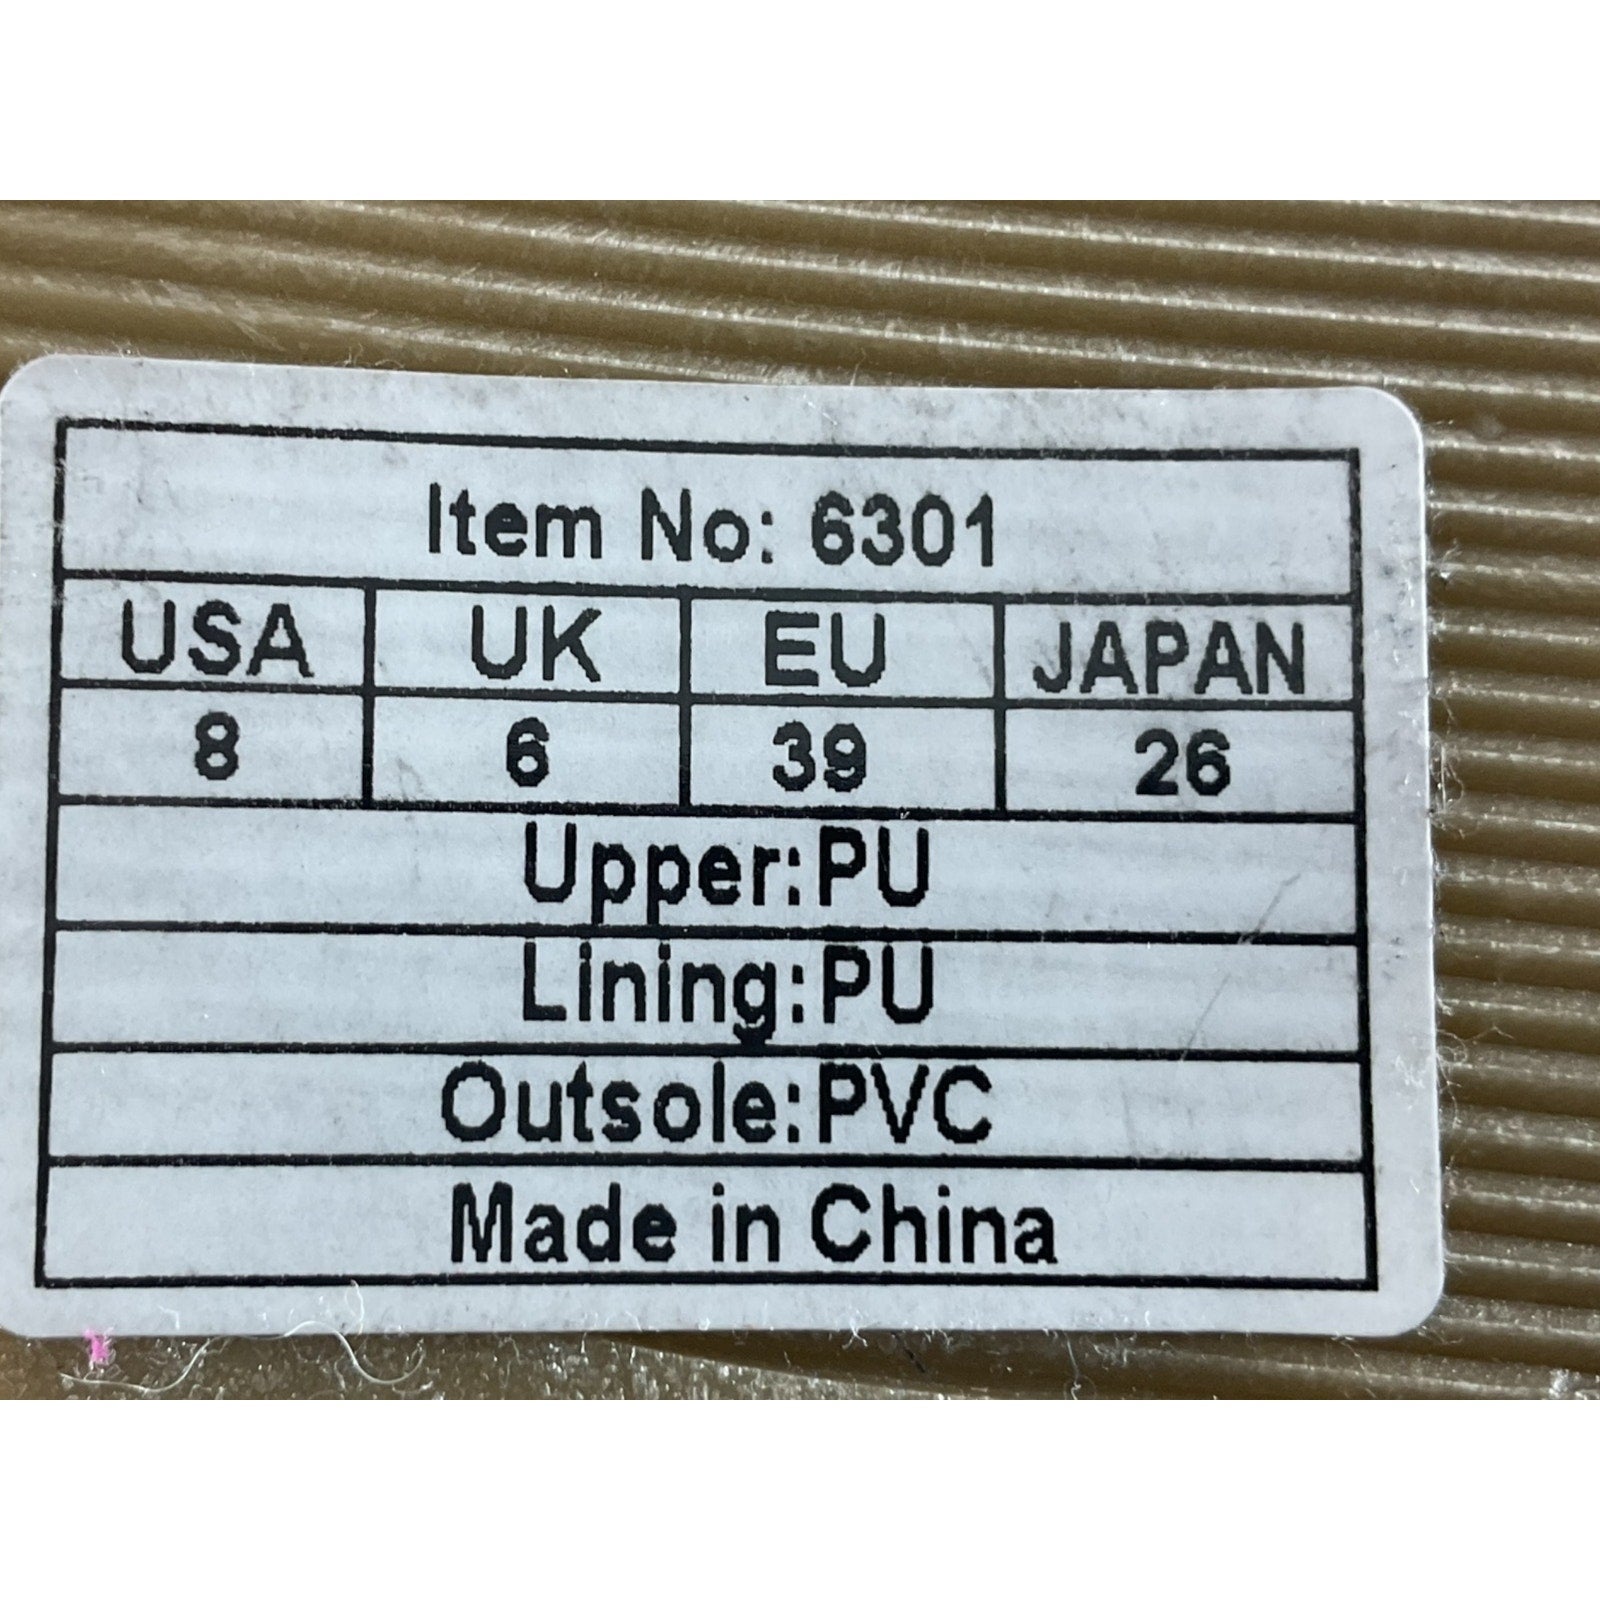 Item No: 6301
USA UK EU JAPAN
8 6 39 26
Upper:PU
Lining:PU
Outsole:PVC
Made in China